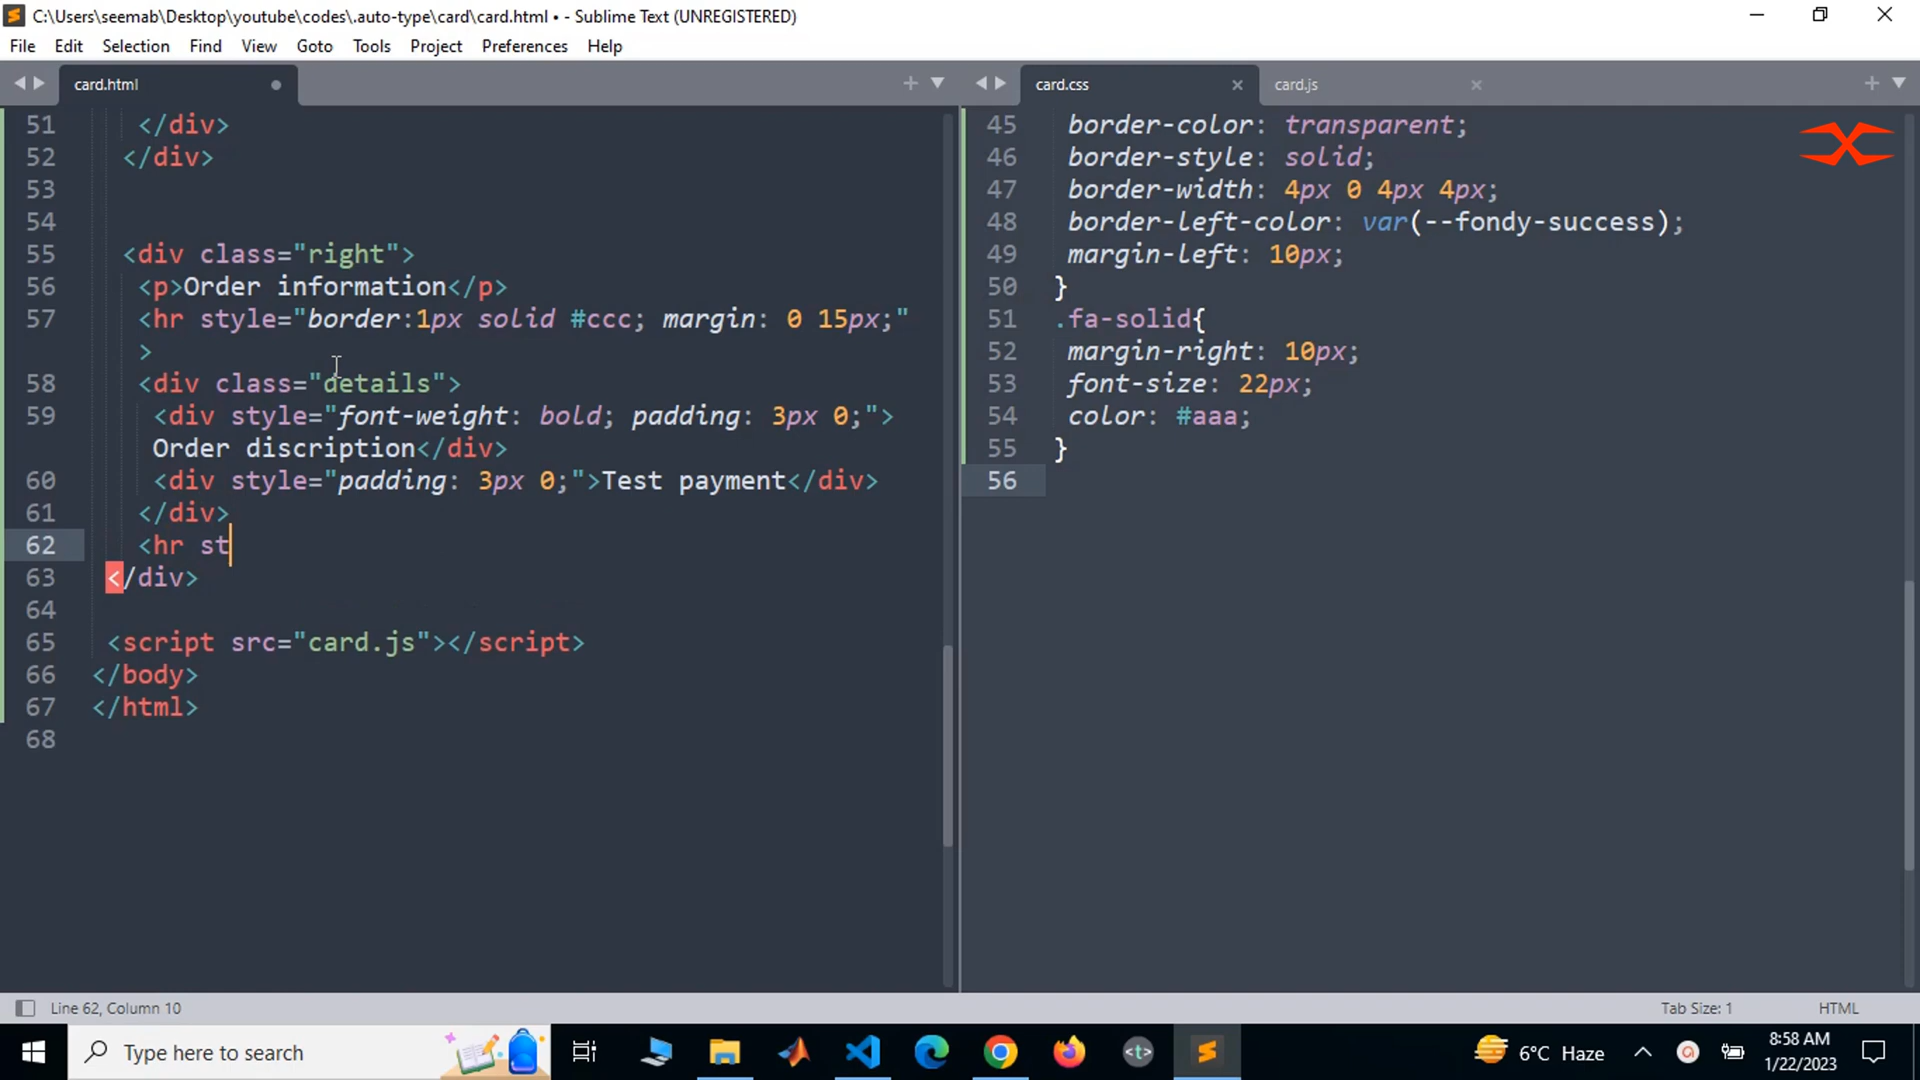 C:\Users\seemab\Desktop\youtube\codes\.auto-type\card\card.html • - Sublime Text (UNREGISTERED)
File Edit Selection Find View Goto Tools Project Preferences Help
card.html
51 </div>
52 </div>
53
54
55 <div class="right">
56 <p>Order information</p>
57 <hr style="border:1px solid #ccc; margin: 0 15px;"
>
58 <div class="details">
59 <div style="font-weight: bold; padding: 3px 0;">
Order discription</div>
60 <div style="padding: 3px 0;">Test payment</div>
61 </div>
62 <hr st
63 </div>
64
65 <script src="card.js"></script>
66 </body>
67 </html>
68
card.css card.js
45 border-color: transparent;
46 border-style: solid;
47 border-width: 4px 0 4px 4px;
48 border-left-color: var(--fondy-success);
49 margin-left: 10px;
50 }
51 .fa-solid{
52 margin-right: 10px;
53 font-size: 22px;
54 color: #aaa;
55 }
56
Line 62, Column 10
Tab Size: 1 HTML
Type here to search
<t>
6°C Haze
8:58 AM
1/22/2023